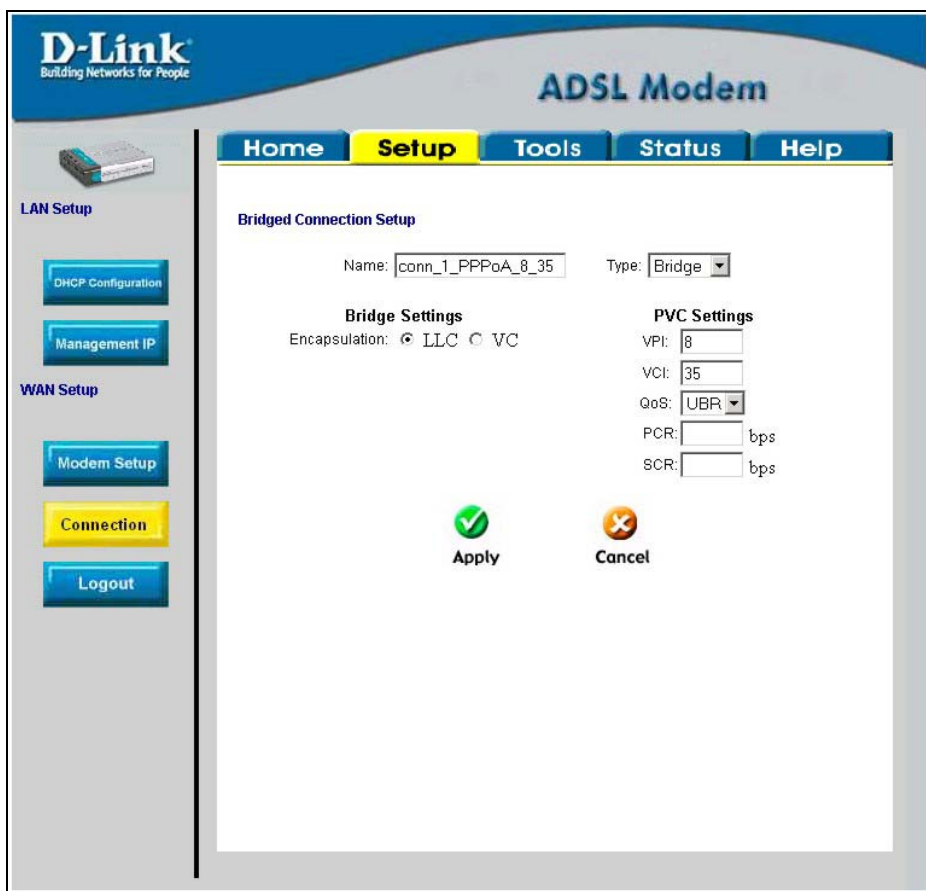 D-Link
Building Networks for People
ADSL Modem
Home Setup Tools Status Help
LAN Setup
DHCP Configuration
Management IP
WAN Setup
Modem Setup
Connection
Logout
Bridged Connection Setup
Name: conn_1_PPPoA_8_35 Type: Bridge
Bridge Settings
Encapsulation: LLC VC
PVC Settings
VPI: 8
VCI: 35
QoS: UBR
PCR: bps
SCR: bps
Apply Cancel